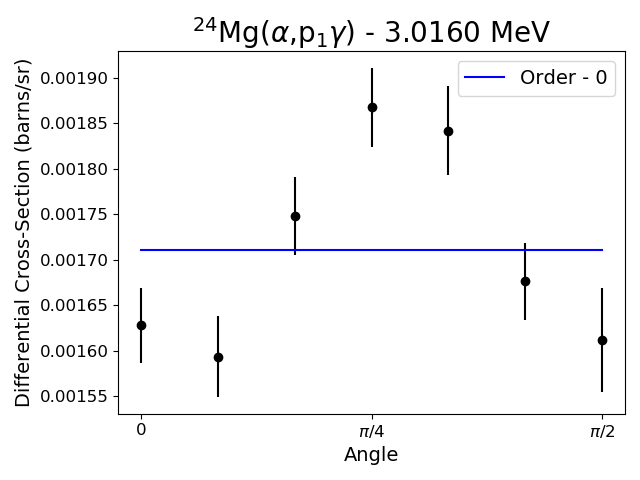 ²⁴Mg(α,p₁γ) - 3.0160 MeV
Order - 0
Differential Cross-Section (barns/sr)
0.00190
0.00185
0.00180
0.00175
0.00170
0.00165
0.00160
0.00155
0 π/4 π/2
Angle